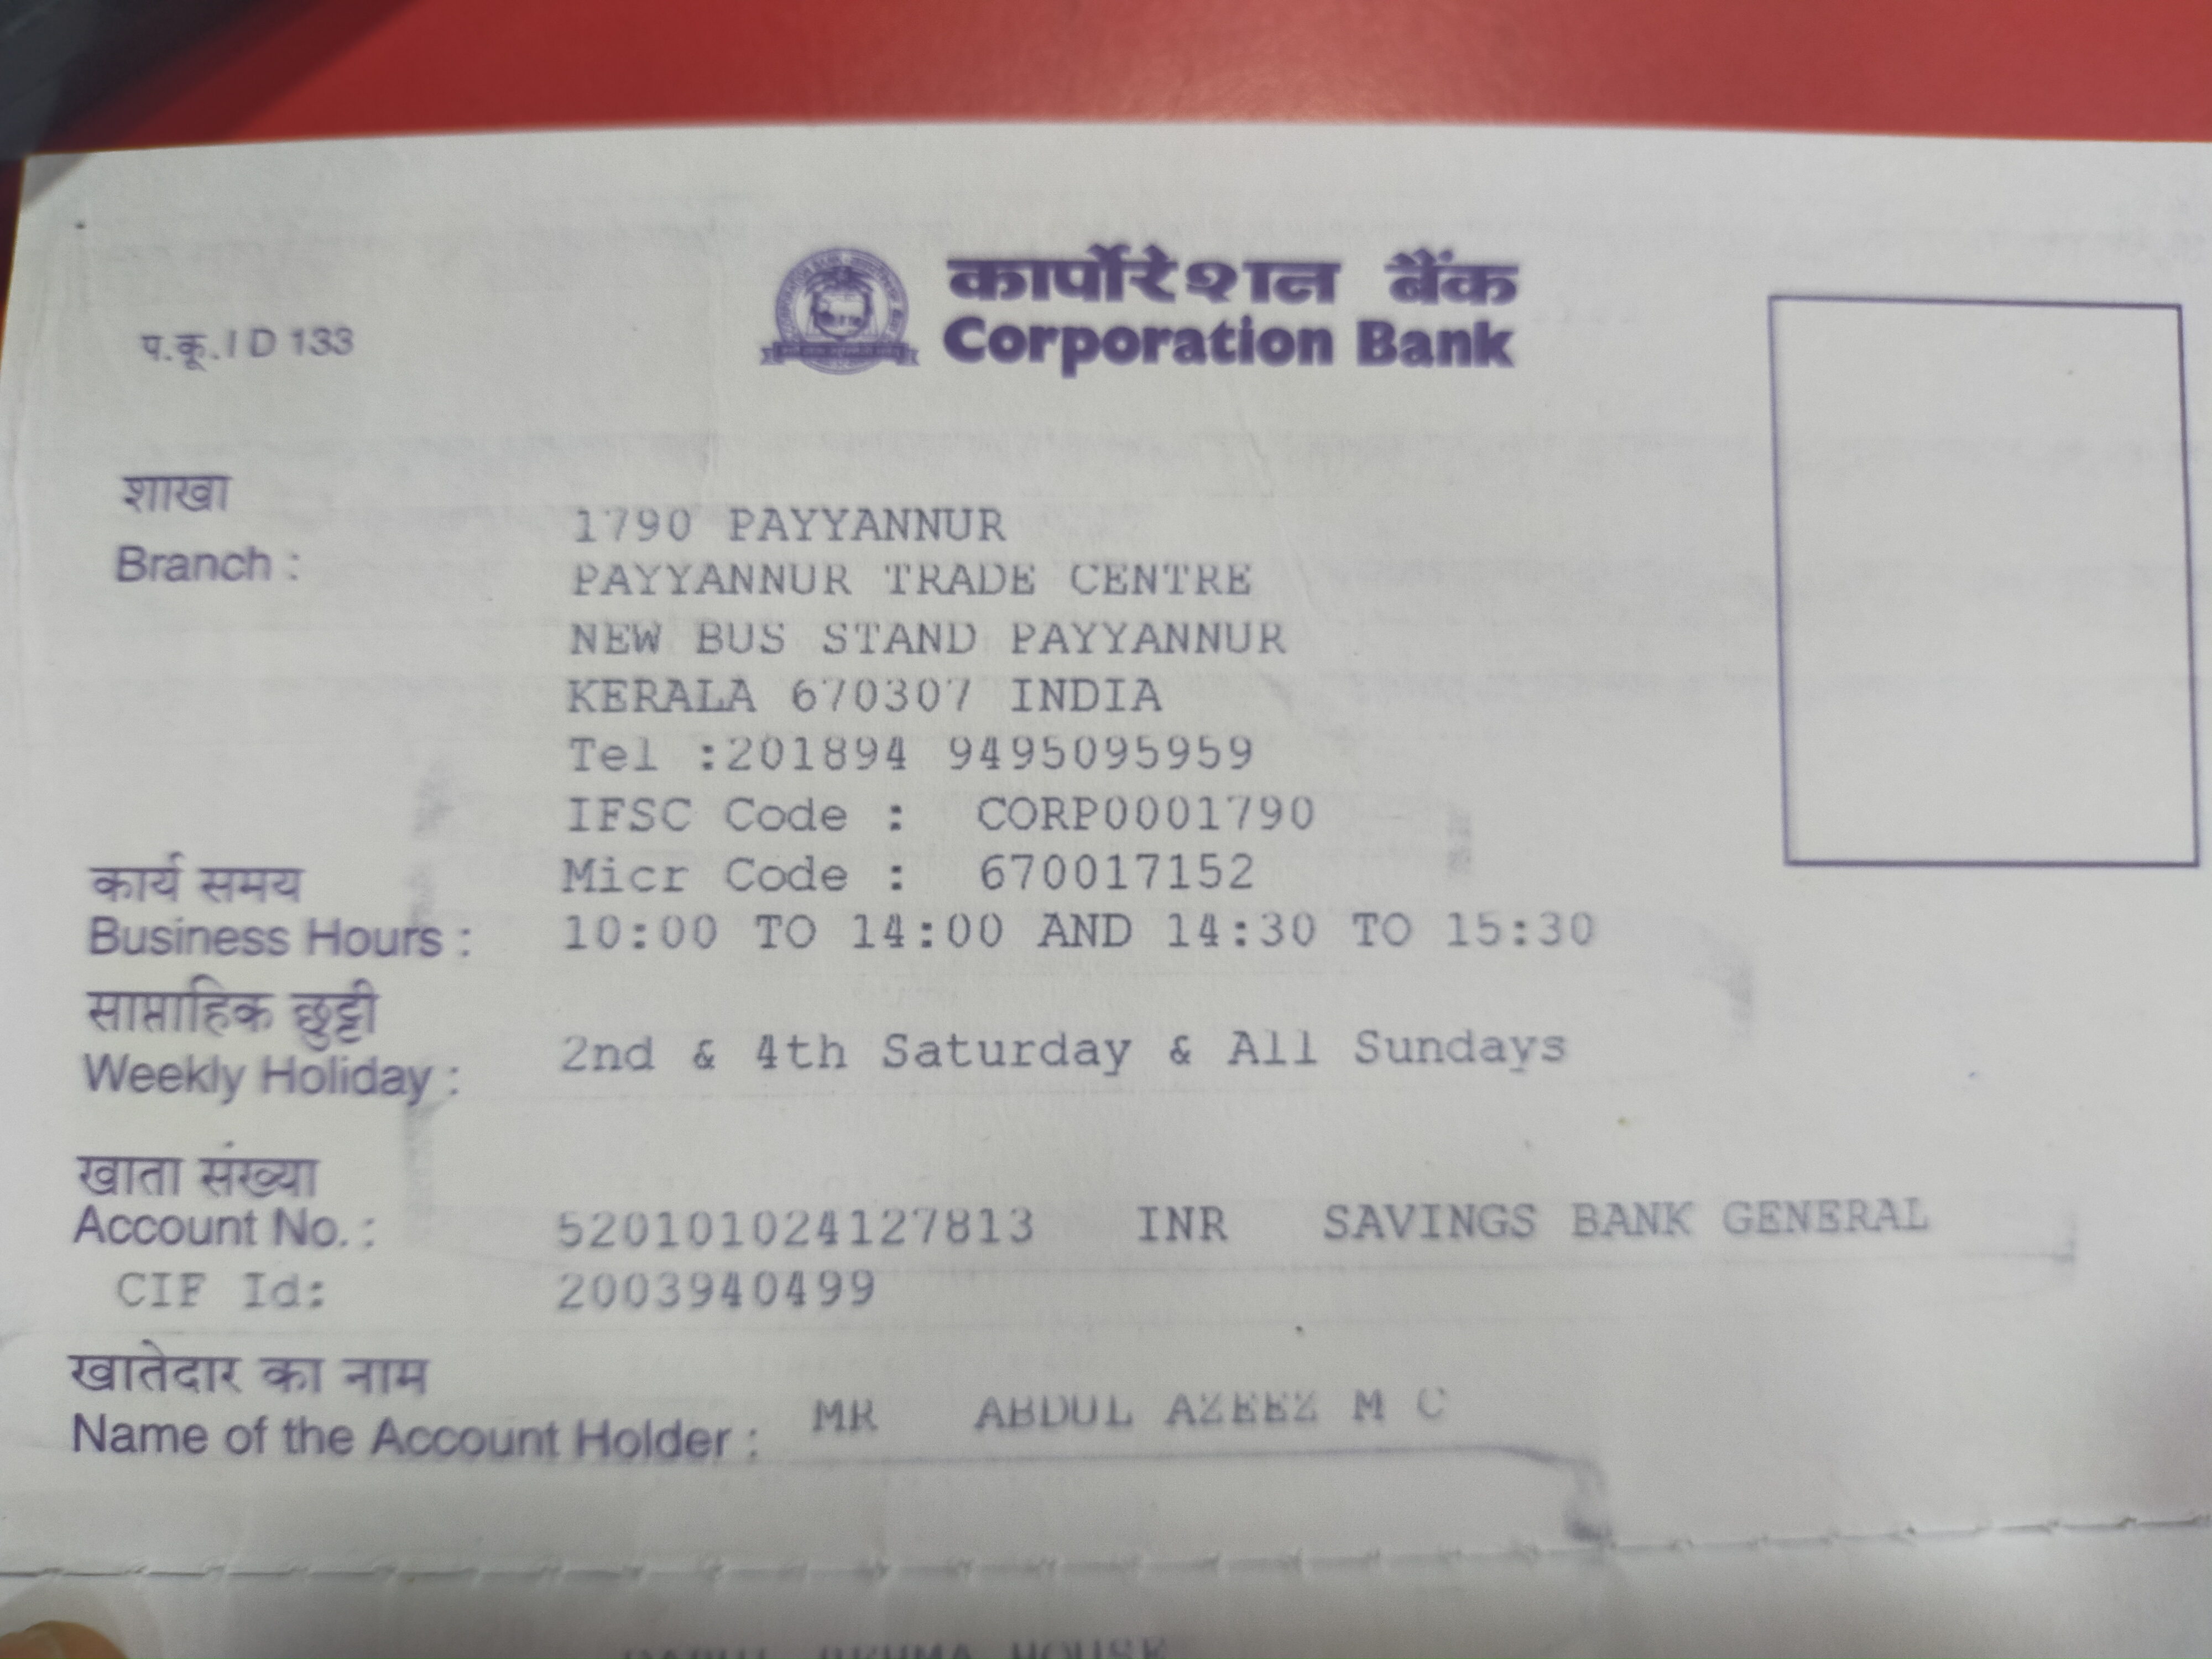 कार्पोरेशन बैंक
Corporation Bank
प.कू.I D 133
शाखा
Branch :
1790 PAYYANNUR
PAYYANNUR TRADE CENTRE
NEW BUS STAND PAYYANNUR
KERALA 670307 INDIA
Tel :201894 9495095959
IFSC Code : CORP0001790
Micr Code : 670017152
कार्य समय
Business Hours : 10:00 TO 14:00 AND 14:30 TO 15:30
साप्ताहिक छुट्टी
Weekly Holiday : 2nd & 4th Saturday & All Sundays
खाता संख्या
Account No. : 520101024127813 INR SAVINGS BANK GENERAL
CIF Id: 2003940499
खातेदार का नाम
Name of the Account Holder : MR ABDUL AZEEZ M C
HOUSE